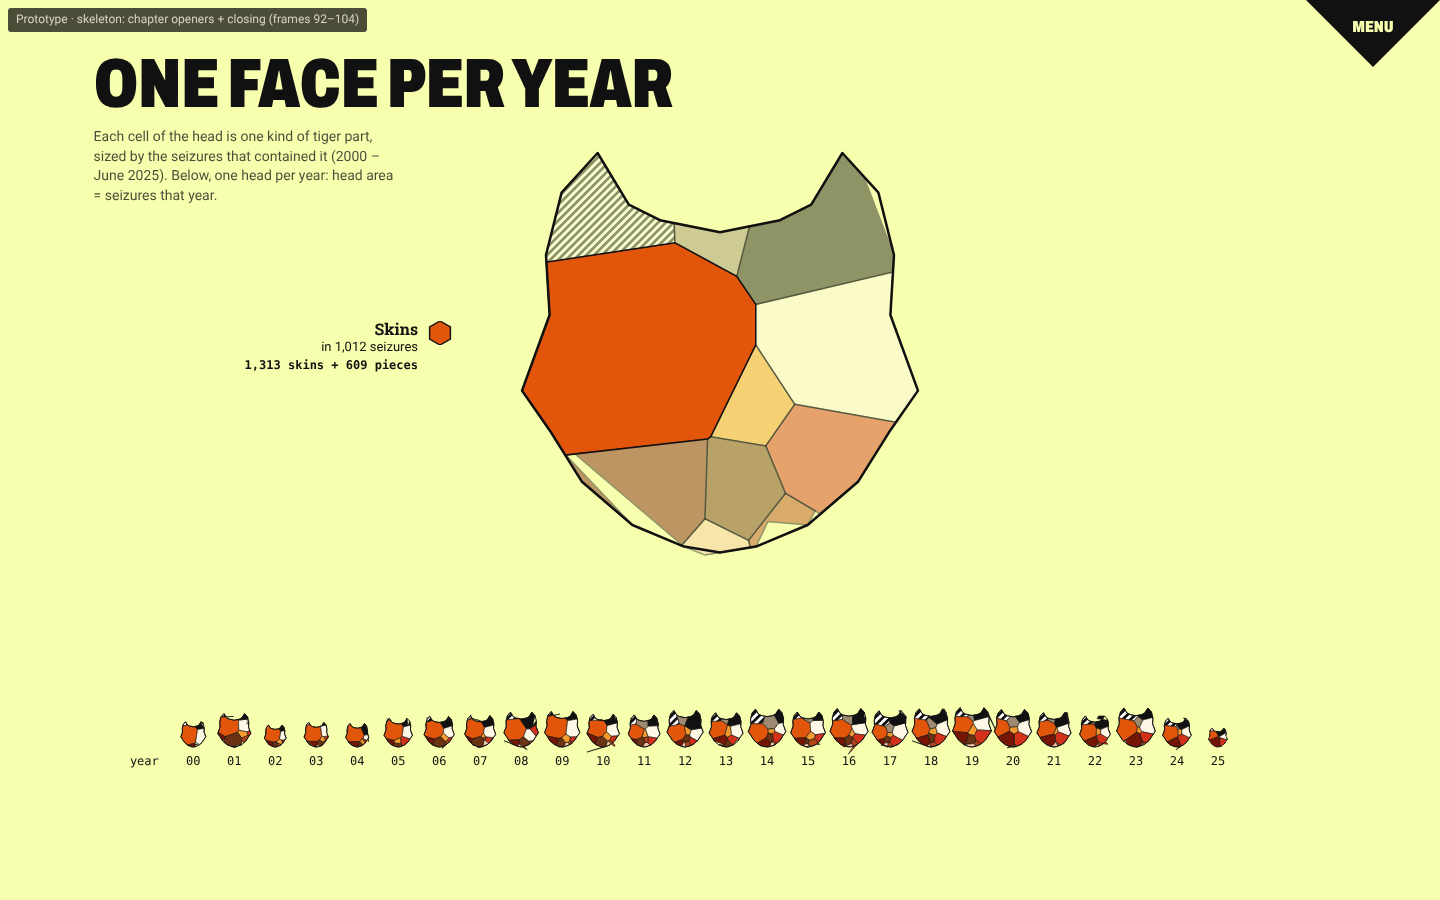 Prototype · skeleton: chapter openers + closing (frames 92–104)
MENU
ONE FACE PER YEAR
Each cell of the head is one kind of tiger part,
sized by the seizures that contained it (2000 –
June 2025). Below, one head per year: head area
= seizures that year.
Skins
in 1,012 seizures
1,313 skins + 609 pieces
year 00 01 02 03 04 05 06 07 08 09 10 11 12 13 14 15 16 17 18 19 20 21 22 23 24 25